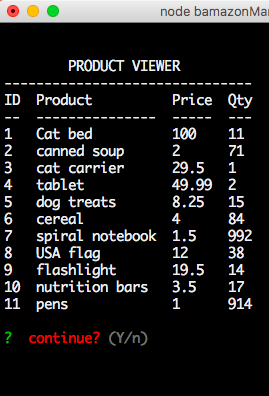 node bamazonMa
PRODUCT VIEWER
--------------------------------
ID  Product          Price  Qty
--  ---------------  -----  ---
1   Cat bed          100    11
2   canned soup      2      71
3   cat carrier      29.5   1
4   tablet           49.99  2
5   dog treats       8.25   15
6   cereal           4      84
7   spiral notebook  1.5    992
8   USA flag         12     38
9   flashlight       19.5   14
10  nutrition bars   3.5    17
11  pens             1      914
?  continue? (Y/n)